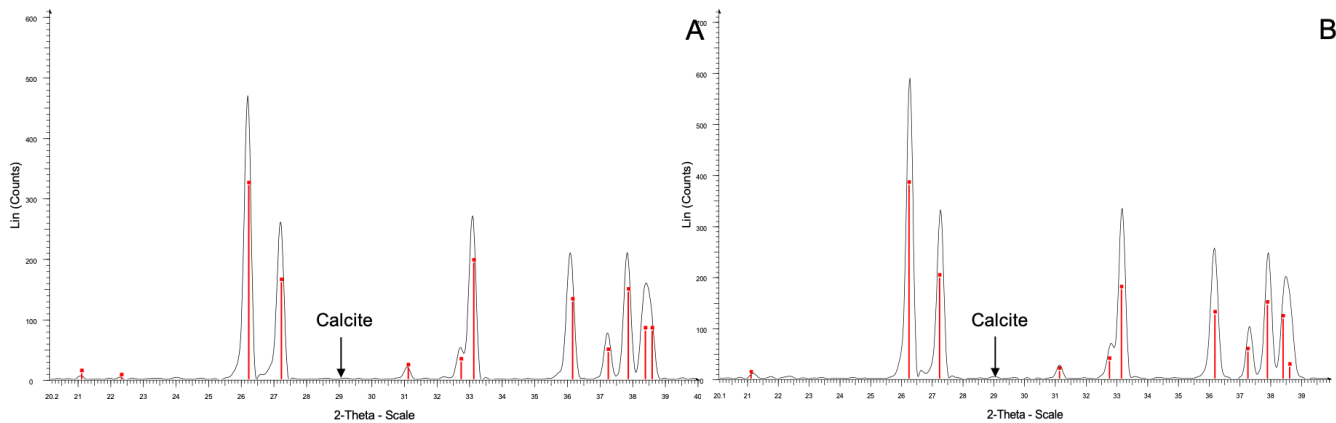 A
600
500
400
300
200
100
0
Lin (Counts)
Calcite
20.2 21 22 23 24 25 26 27 28 29 30 31 32 33 34 35 36 37 38 39 40
2-Theta - Scale
B
700
600
500
400
300
200
100
0
Lin (Counts)
Calcite
20.1 21 22 23 24 25 26 27 28 29 30 31 32 33 34 35 36 37 38 39
2-Theta - Scale